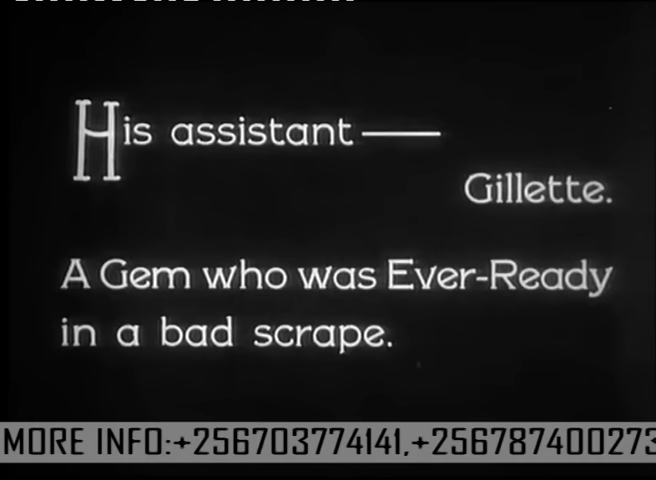 His assistant——
Gillette.
A Gem who was Ever-Ready
in a bad scrape.
MORE INFO:+256703774141,+256787400273